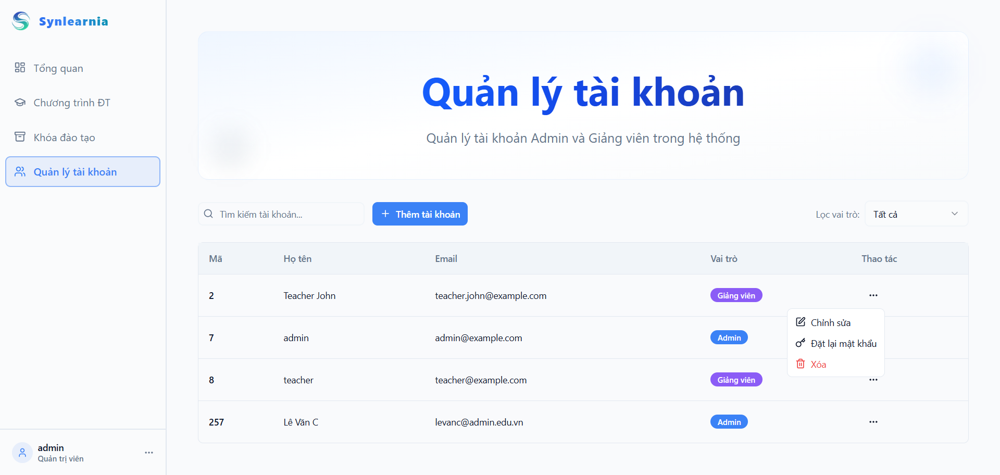 Synlearnia
Tổng quan
Chương trình ĐT
Khóa đào tạo
Quản lý tài khoản
admin
Quản trị viên
Quản lý tài khoản
Quản lý tài khoản Admin và Giảng viên trong hệ thống
Tìm kiếm tài khoản...
Thêm tài khoản
Lọc vai trò: Tất cả
Mã Họ tên Email Vai trò Thao tác
2 Teacher John teacher.john@example.com Giảng viên
7 admin admin@example.com Admin
8 teacher teacher@example.com Giảng viên
257 Lê Văn C levanc@admin.edu.vn Admin
Chỉnh sửa
Đặt lại mật khẩu
Xóa